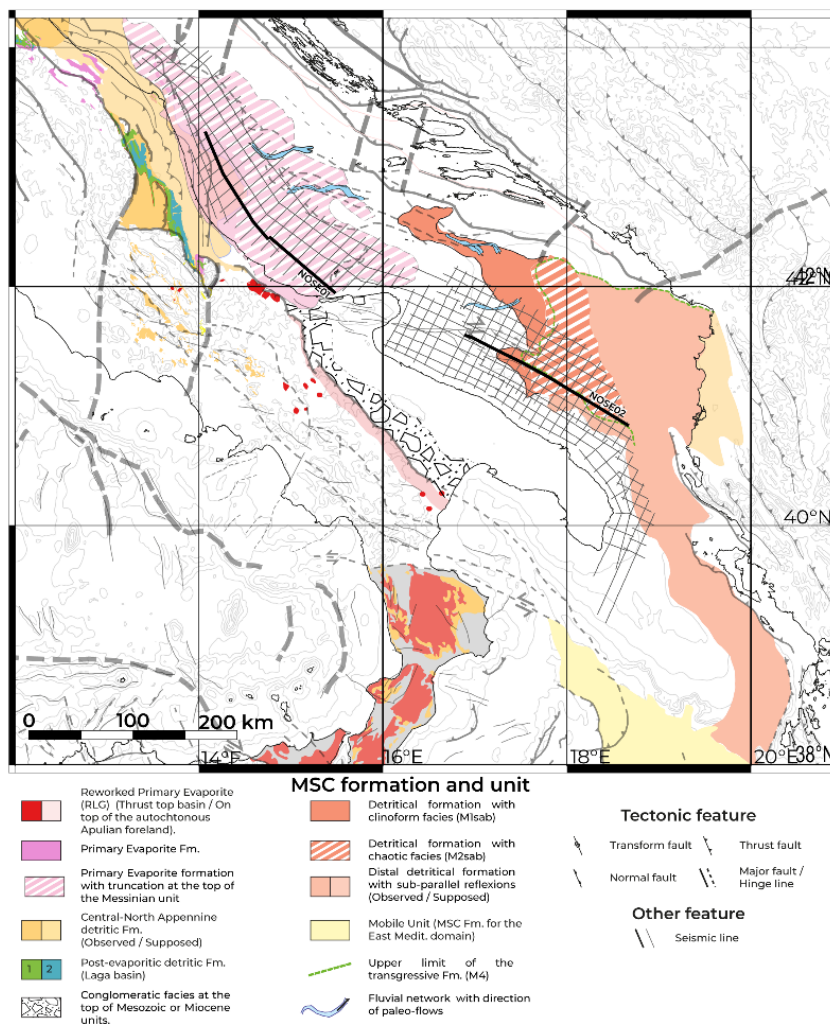 NOSE01
42°N
42°N
NOSE02
40°N
0 100 200 km
14°E 16°E 18°E 20°E 38°N
MSC formation and unit
Reworked Primary Evaporite
(RLG) (Thrust top basin / On
top of the autochtonous
Apulian foreland).
Primary Evaporite Fm.
Primary Evaporite formation
with truncation at the top of
the Messinian unit
Central-North Appennine
detritic Fm.
(Observed / Supposed)
1 2
Post-evaporitic detritic Fm.
(Laga basin)
Conglomeratic facies at the
top of Mesozoic or Miocene
units.
Detritical formation with
clinoform facies (M1sab)
Detritical formation with
chaotic facies (M2sab)
Distal detritical formation
with sub-parallel reflexions
(Observed / Supposed)
Mobile Unit (MSC Fm. for the
East Medit. domain)
Upper limit of the
transgressive Fm. (M4)
Fluvial network with direction
of paleo-flows
Tectonic feature
Transform fault
Thrust fault
Normal fault
Major fault /
Hinge line
Other feature
Seismic line